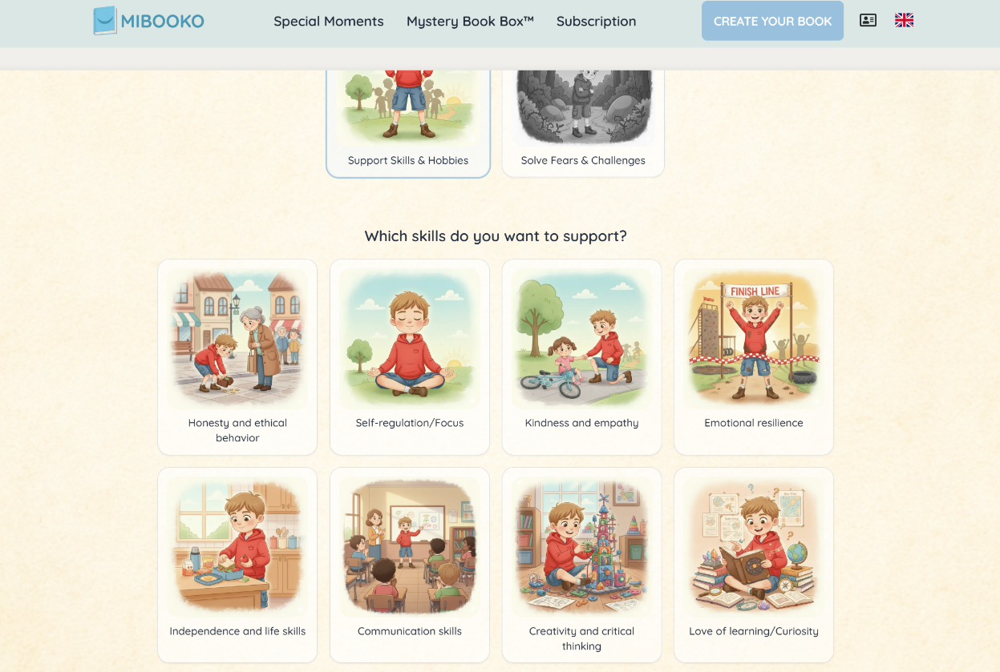 MIBOOKO
Special Moments
Mystery Book Box™
Subscription
CREATE YOUR BOOK
Support Skills & Hobbies
Solve Fears & Challenges
Which skills do you want to support?
FINISH LINE
Honesty and ethical
behavior
Self-regulation/Focus
Kindness and empathy
Emotional resilience
Independence and life skills
Communication skills
Creativity and critical
thinking
Love of learning/Curiosity